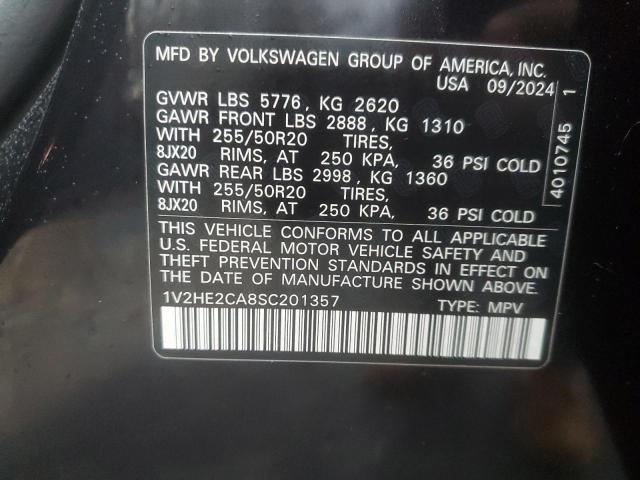 MFD BY VOLKSWAGEN GROUP OF AMERICA, INC.
USA 09/2024
GVWR LBS 5776, KG 2620
GAWR FRONT LBS 2888, KG 1310
WITH 255/50R20 TIRES,
8JX20 RIMS, AT 250 KPA, 36 PSI COLD
GAWR REAR LBS 2998, KG 1360
WITH 255/50R20 TIRES,
8JX20 RIMS, AT 250 KPA, 36 PSI COLD
THIS VEHICLE CONFORMS TO ALL APPLICABLE
U.S. FEDERAL MOTOR VEHICLE SAFETY AND
THEFT PREVENTION STANDARDS IN EFFECT ON
THE DATE OF MANUFACTURE SHOWN ABOVE.
1V2HE2CA8SC201357 TYPE: MPV
4010745 1